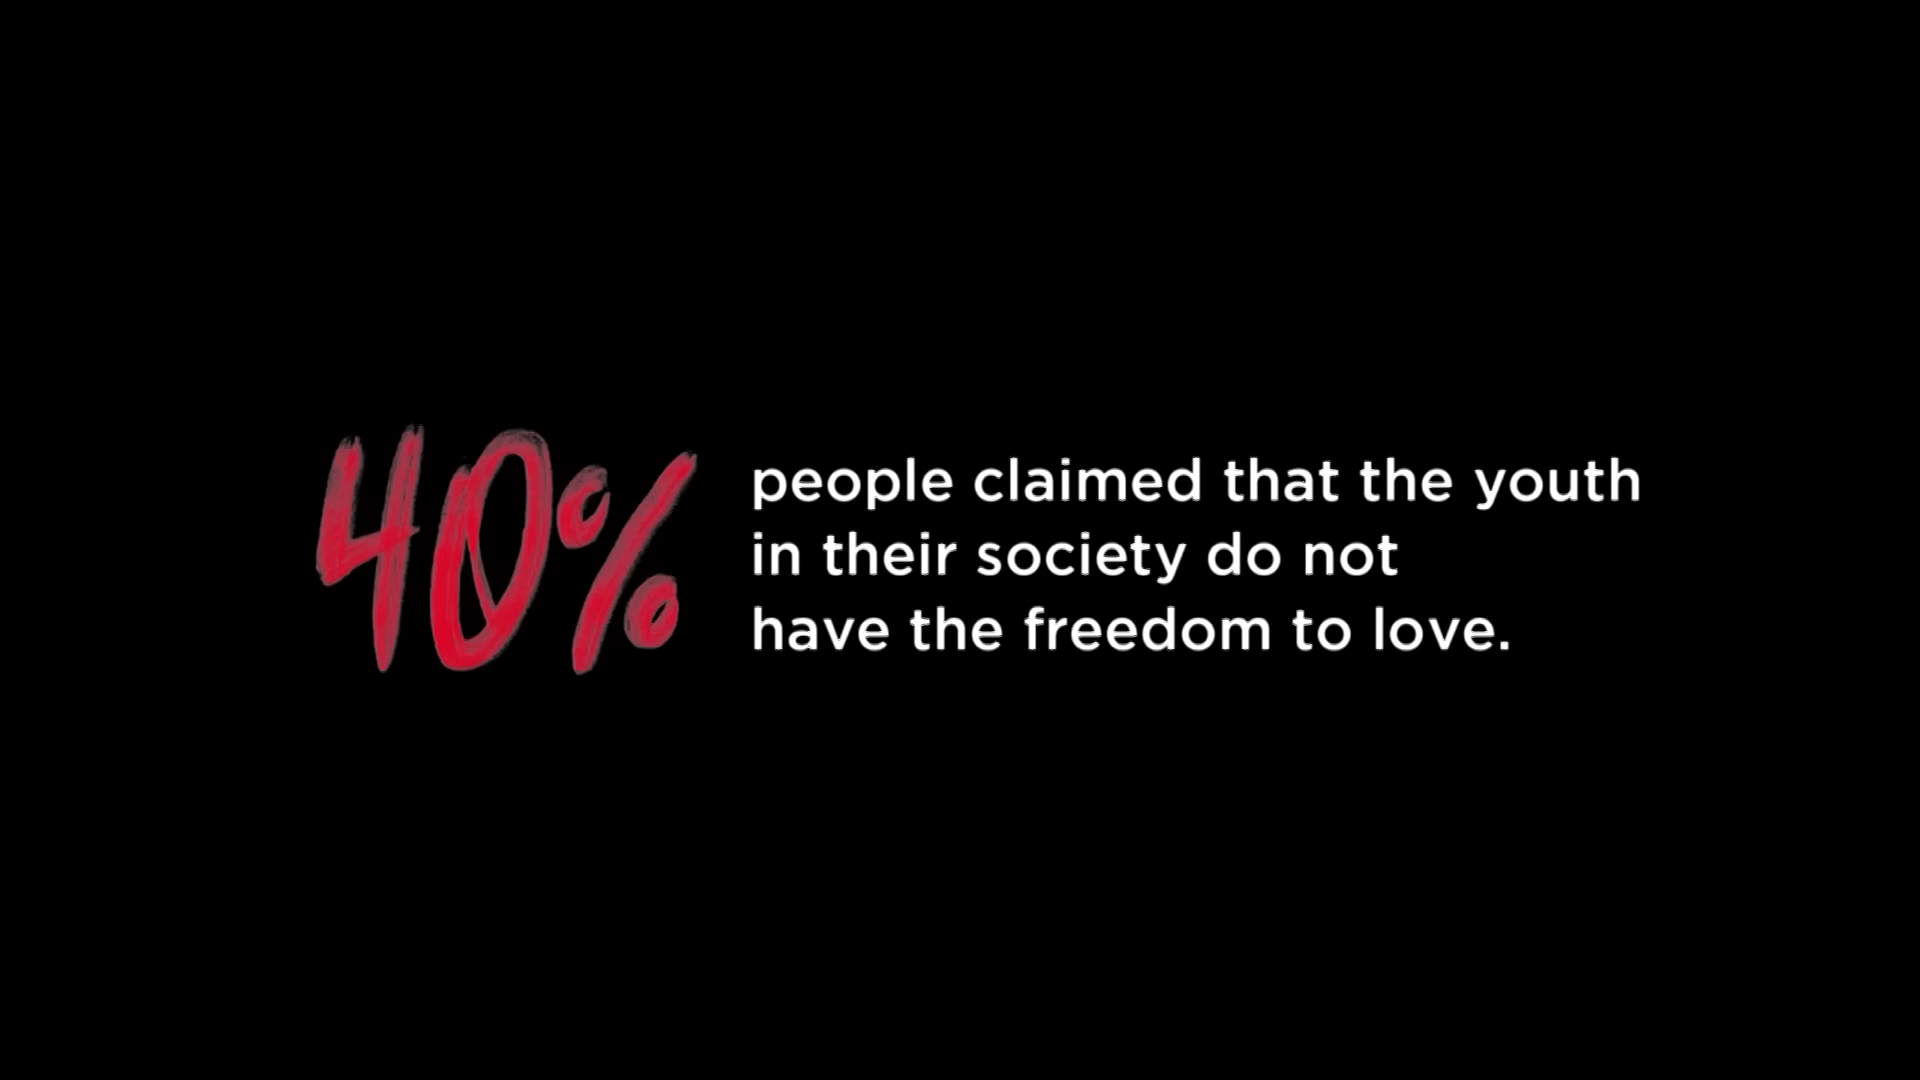 40%
people claimed that the youth
in their society do not
have the freedom to love.